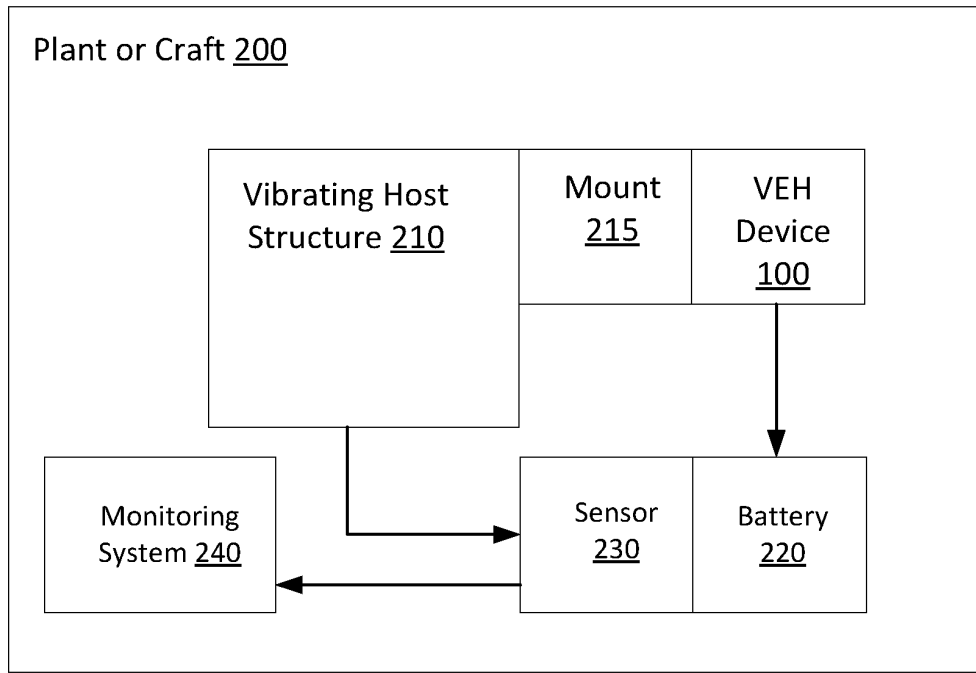 Plant or Craft 200
Vibrating Host
Structure 210
Mount
215
VEH
Device
100
Monitoring
System 240
Sensor
230
Battery
220